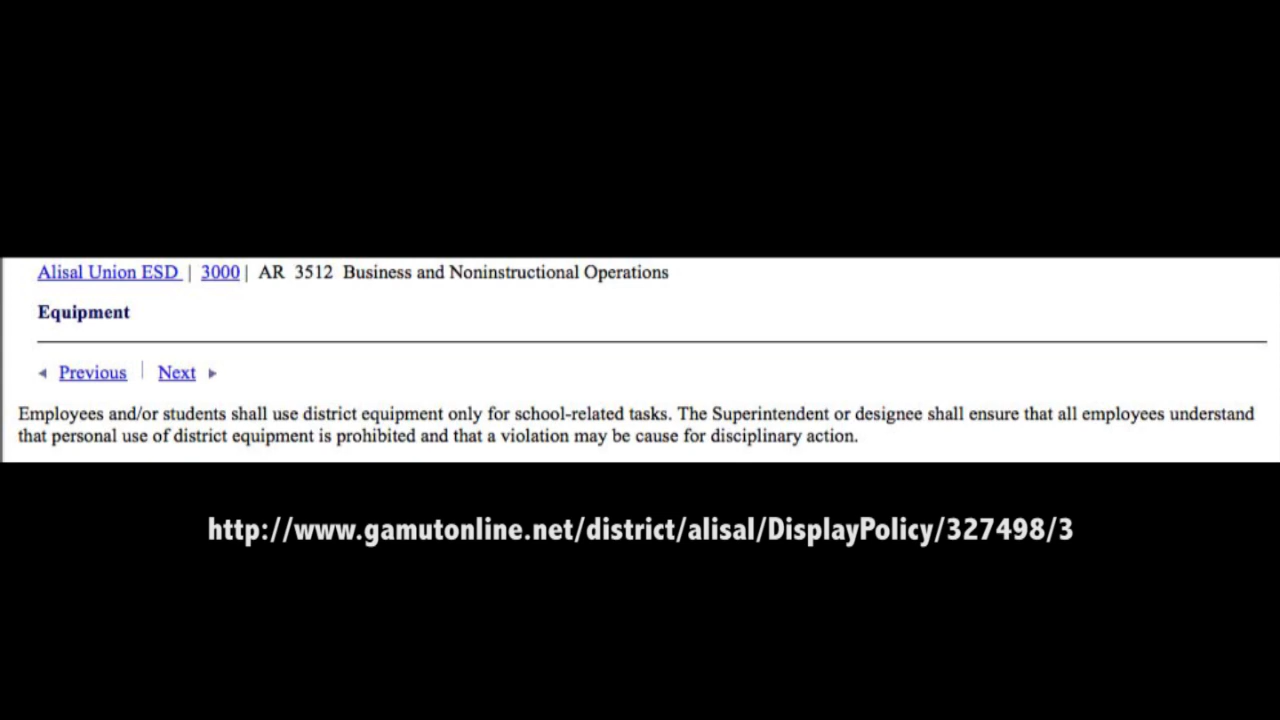 Alisal Union ESD | 3000 | AR 3512 Business and Noninstructional Operations
Equipment
Previous | Next
Employees and/or students shall use district equipment only for school-related tasks. The Superintendent or designee shall ensure that all employees understand
that personal use of district equipment is prohibited and that a violation may be cause for disciplinary action.
http://www.gamutonline.net/district/alisal/DisplayPolicy/327498/3